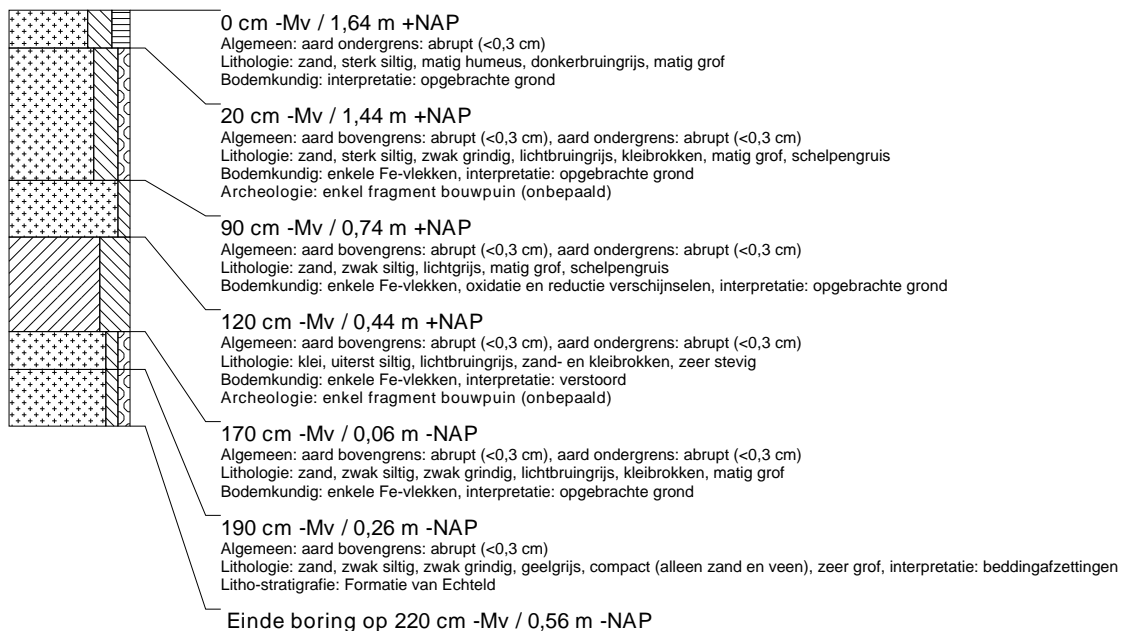 0 cm -Mv / 1,64 m +NAP
Algemeen: aard ondergrens: abrupt (<0,3 cm)
Lithologie: zand, sterk siltig, matig humeus, donkerbruingrijs, matig grof
Bodemkundig: interpretatie: opgebrachte grond
20 cm -Mv / 1,44 m +NAP
Algemeen: aard bovengrens: abrupt (<0,3 cm), aard ondergrens: abrupt (<0,3 cm)
Lithologie: zand, sterk siltig, zwak grindig, lichtbruingrijs, kleibrokken, matig grof, schelpengruis
Bodemkundig: enkele Fe-vlekken, interpretatie: opgebrachte grond
Archeologie: enkel fragment bouwpuin (onbepaald)
90 cm -Mv / 0,74 m +NAP
Algemeen: aard bovengrens: abrupt (<0,3 cm), aard ondergrens: abrupt (<0,3 cm)
Lithologie: zand, zwak siltig, lichtgrijs, matig grof, schelpengruis
Bodemkundig: enkele Fe-vlekken, oxidatie en reductie verschijnselen, interpretatie: opgebrachte grond
120 cm -Mv / 0,44 m +NAP
Algemeen: aard bovengrens: abrupt (<0,3 cm), aard ondergrens: abrupt (<0,3 cm)
Lithologie: klei, uiterst siltig, lichtbruingrijs, zand- en kleibrokken, zeer stevig
Bodemkundig: enkele Fe-vlekken, interpretatie: verstoord
Archeologie: enkel fragment bouwpuin (onbepaald)
170 cm -Mv / 0,06 m -NAP
Algemeen: aard bovengrens: abrupt (<0,3 cm), aard ondergrens: abrupt (<0,3 cm)
Lithologie: zand, zwak siltig, zwak grindig, lichtbruingrijs, kleibrokken, matig grof
Bodemkundig: enkele Fe-vlekken, interpretatie: opgebrachte grond
190 cm -Mv / 0,26 m -NAP
Algemeen: aard bovengrens: abrupt (<0,3 cm)
Lithologie: zand, zwak siltig, zwak grindig, geelgrijs, compact (alleen zand en veen), zeer grof, interpretatie: beddingafzettingen
Litho-stratigrafie: Formatie van Echteld
Einde boring op 220 cm -Mv / 0,56 m -NAP